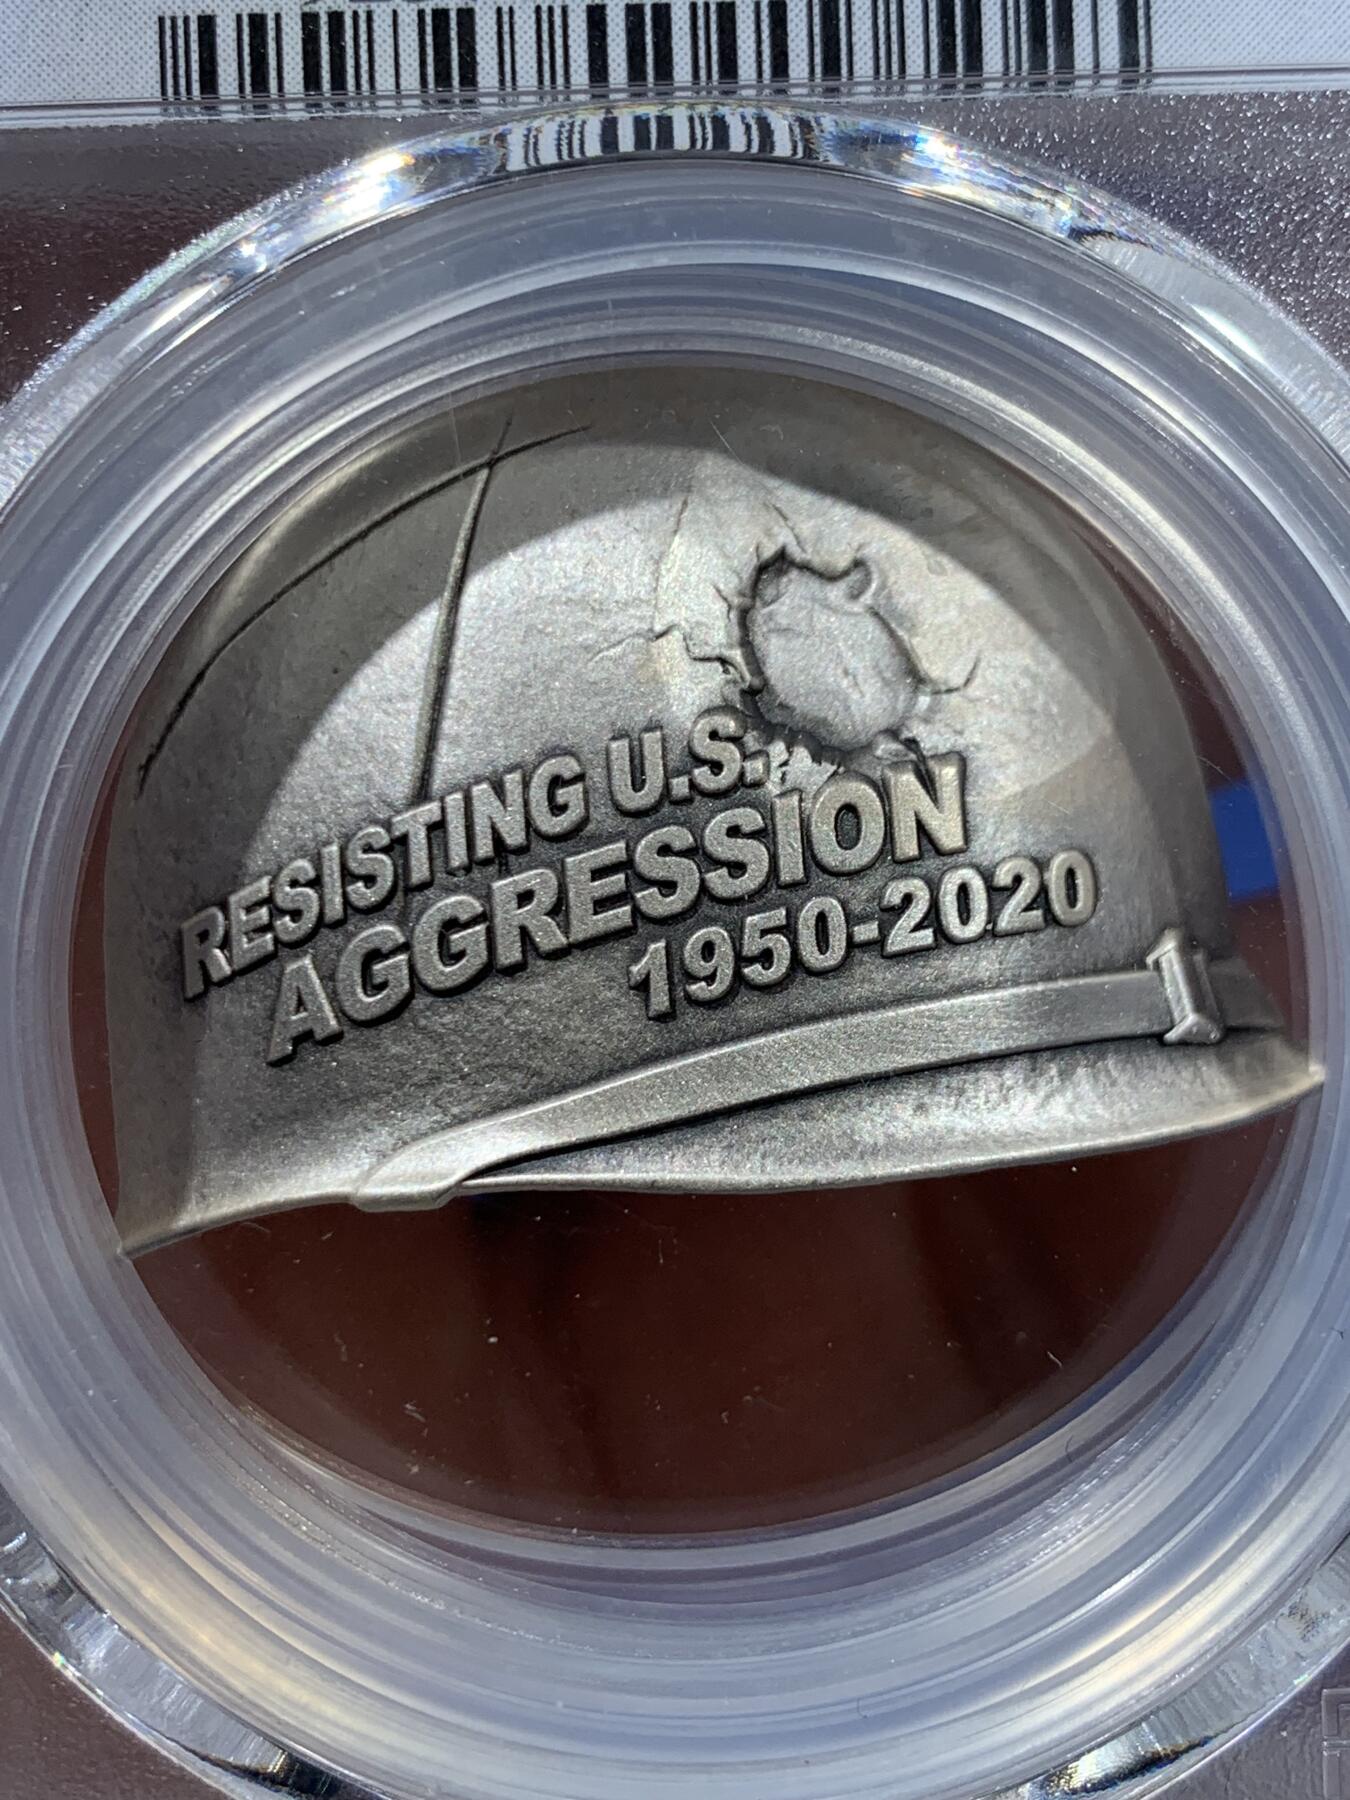 RESISTING U.S.
AGGRESSION
1950-2020